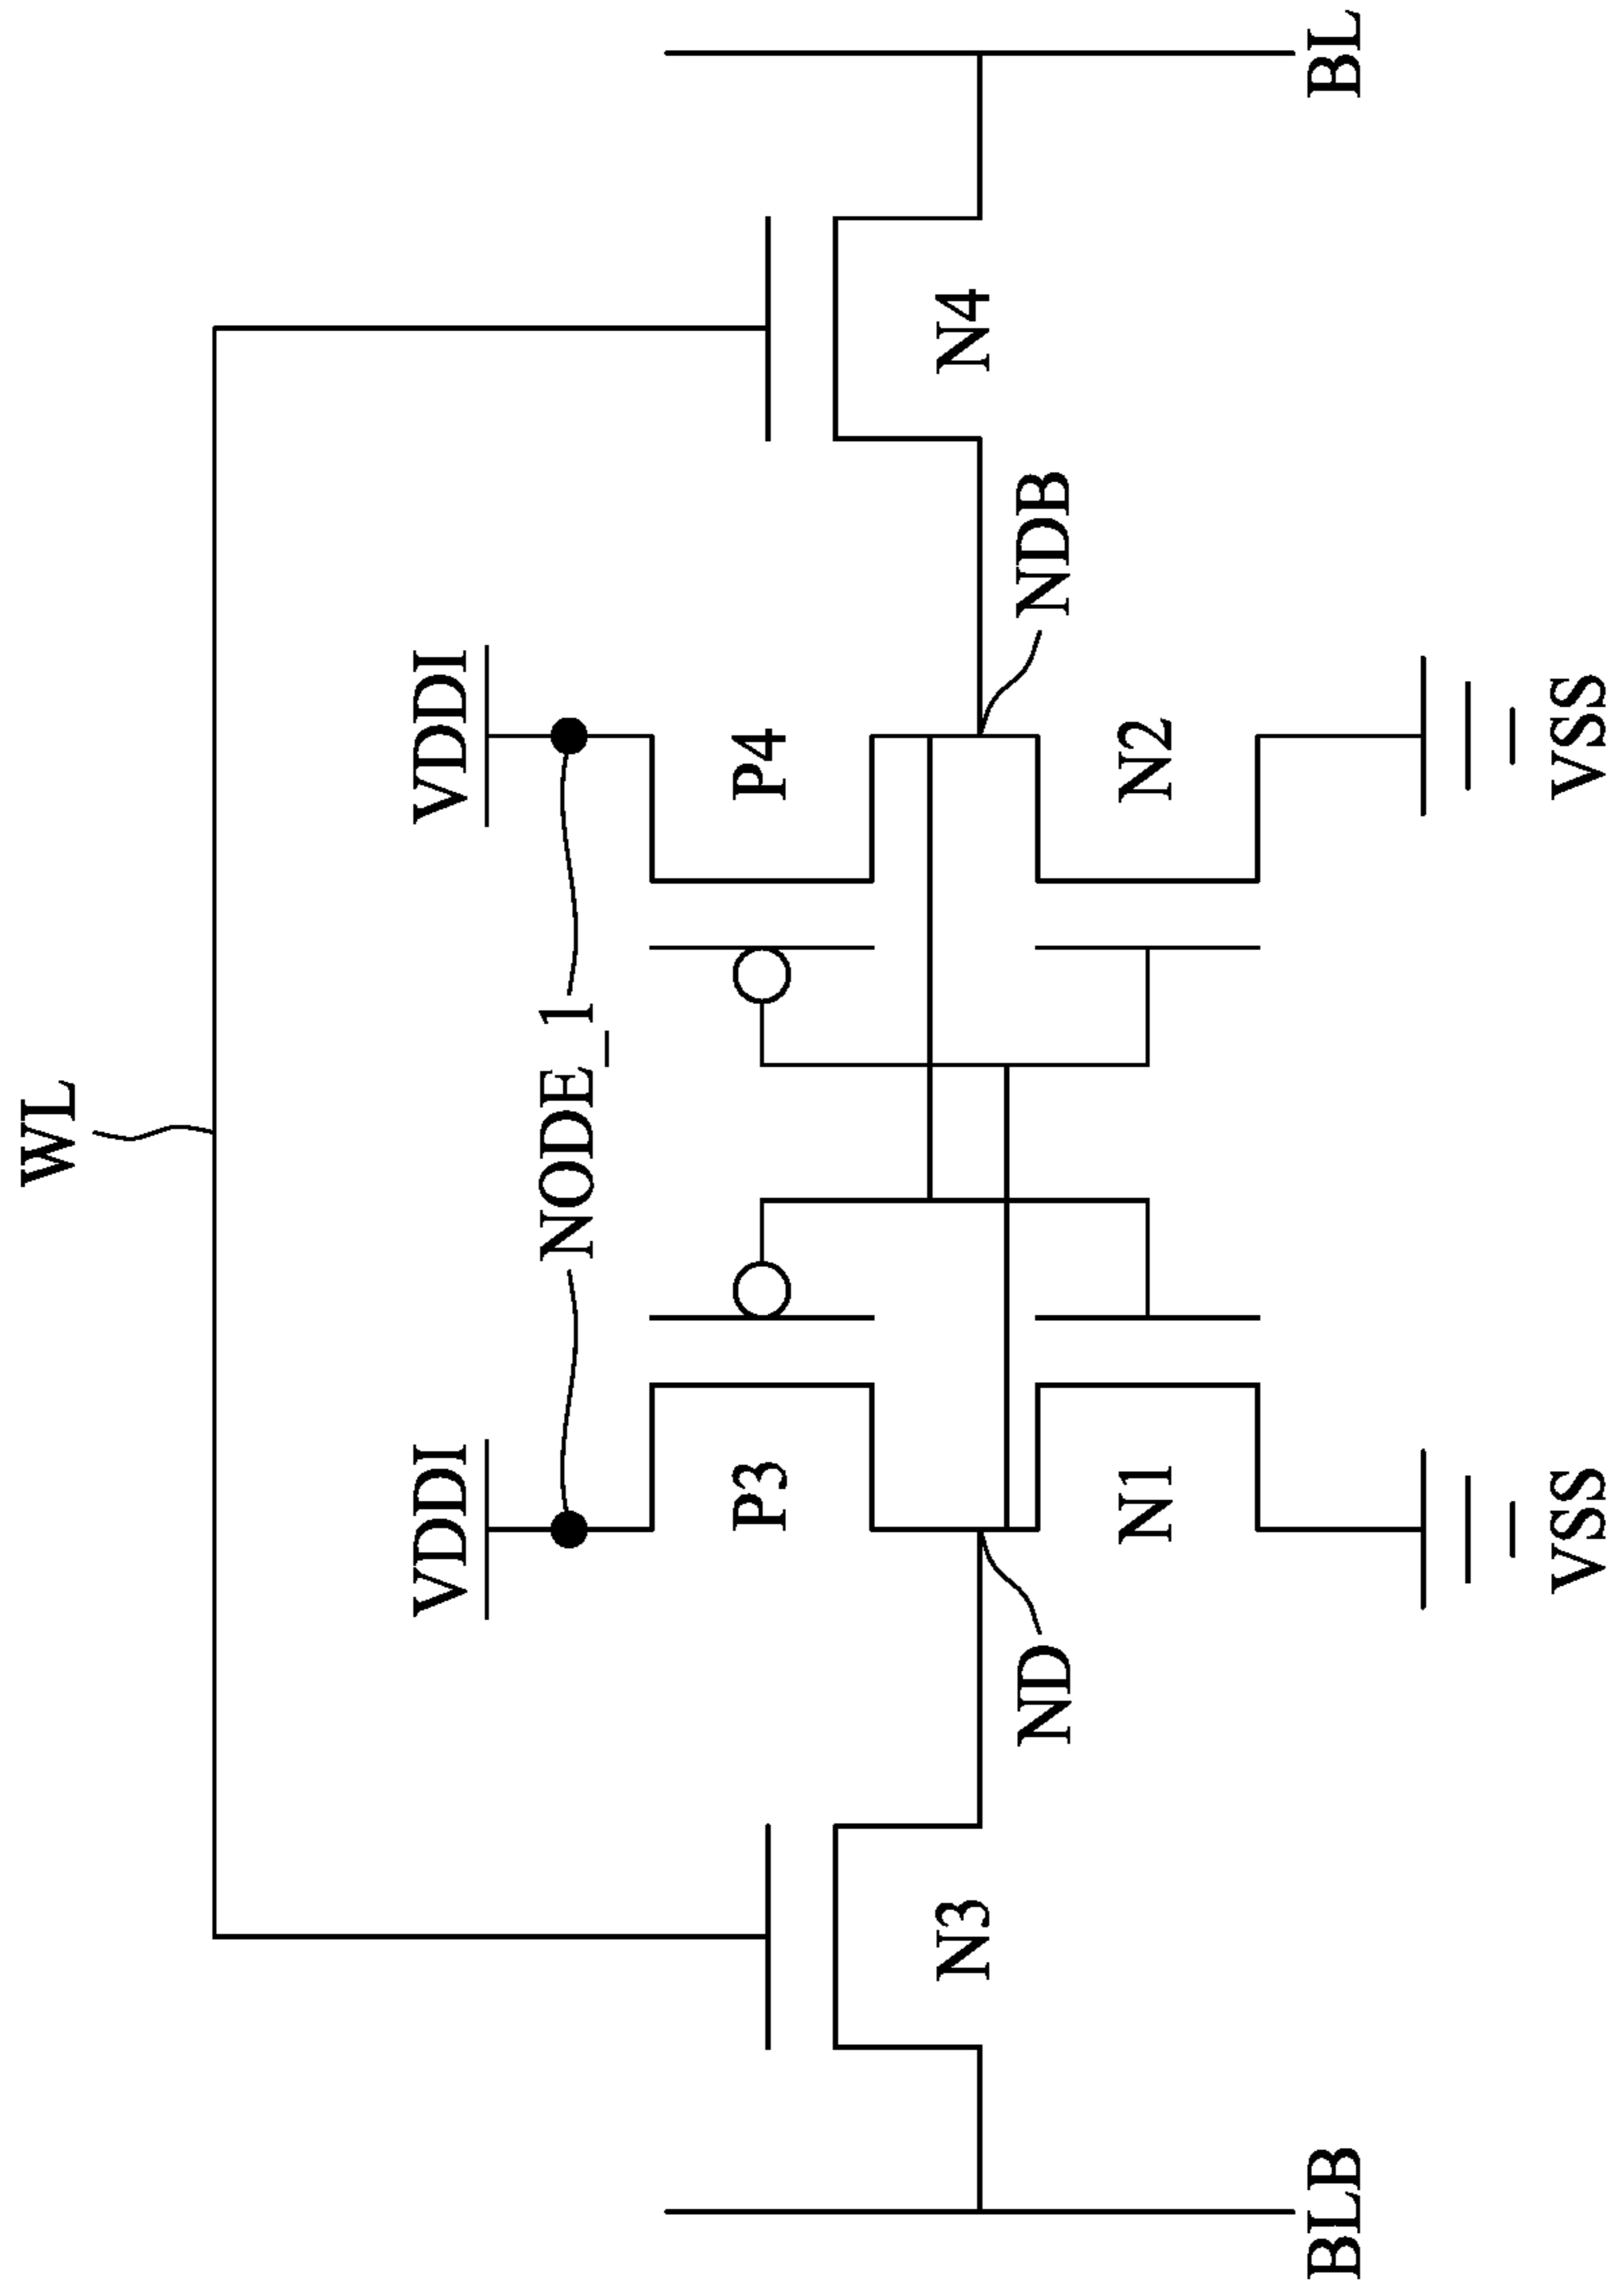 WL
VDDI
VDDI
NODE_1
P3
P4
N3
N4
ND
NDB
N1
N2
BLB
BL
VSS
VSS